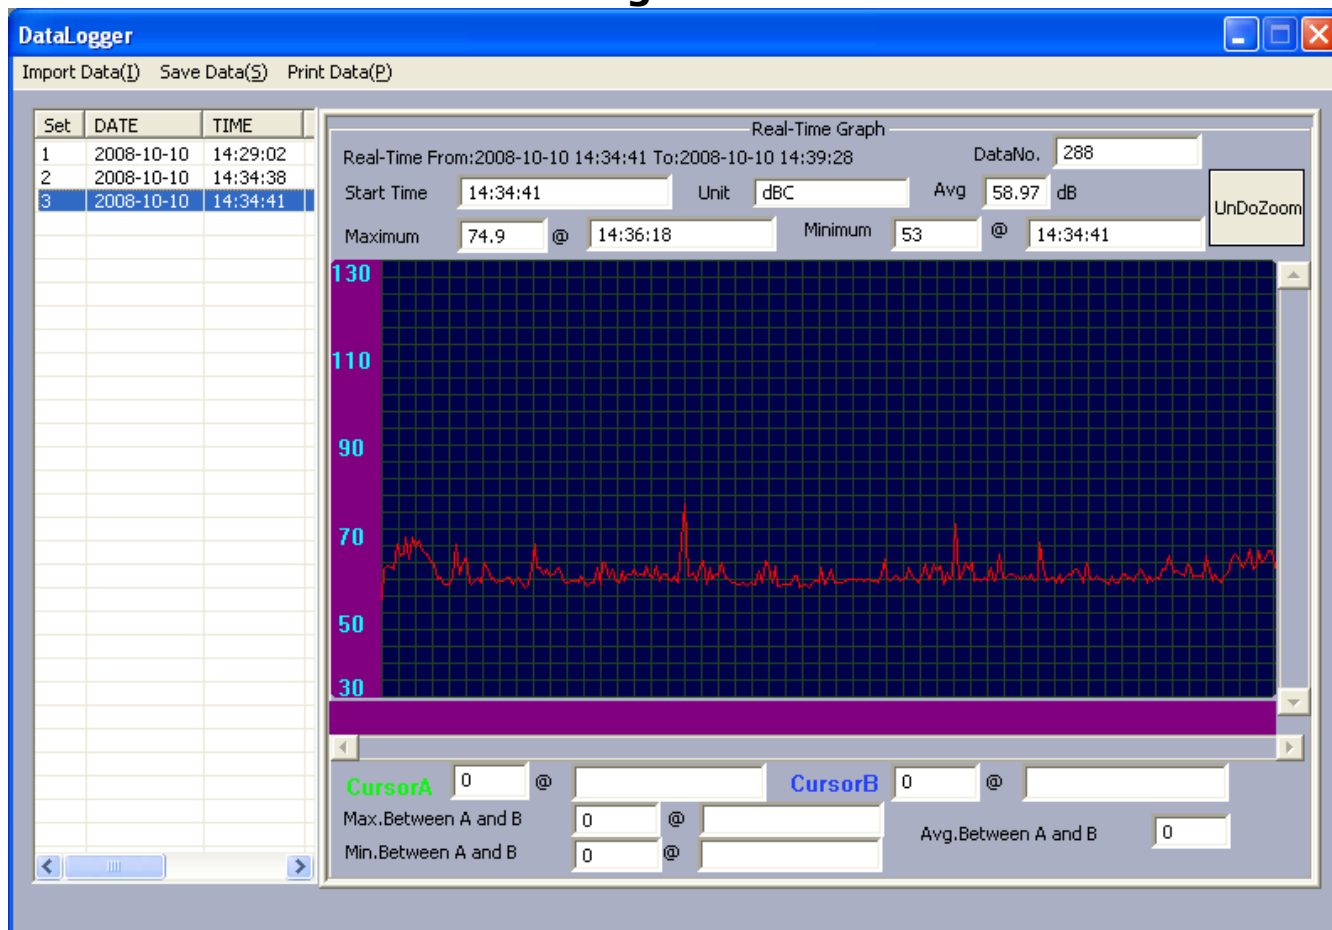 DataLogger
Import Data(I) Save Data(S) Print Data(P)
Set DATE TIME
1 2008-10-10 14:29:02
2 2008-10-10 14:34:38
3 2008-10-10 14:34:41
Real-Time Graph
Real-Time From:2008-10-10 14:34:41 To:2008-10-10 14:39:28 DataNo. 288
Start Time 14:34:41 Unit dBC Avg 58.97 dB
UnDoZoom
Maximum 74.9 @ 14:36:18 Minimum 53 @ 14:34:41
130
110
90
70
50
30
CursorA 0 @ CursorB 0 @
Max.Between A and B 0 @
Avg.Between A and B 0
Min.Between A and B 0 @